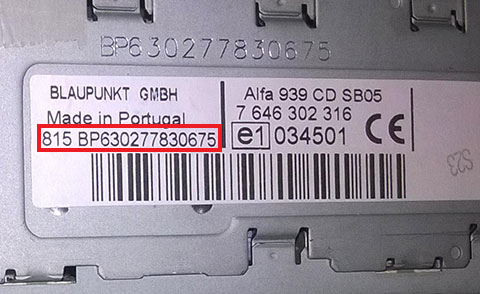 BP630277830675
BLAUPUNKT GMBH
Made in Portugal
815 BP630277830675
Alfa 939 CD SB05
7 646 302 316
e1 034501 CE
S23